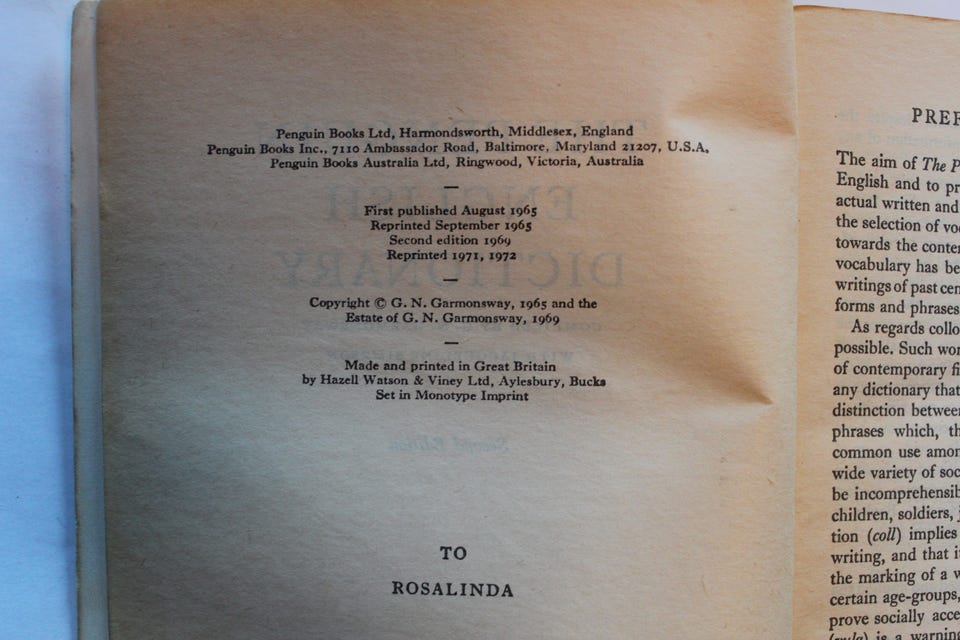 Penguin Books Ltd, Harmondsworth, Middlesex, England
Penguin Books Inc., 7110 Ambassador Road, Baltimore, Maryland 21207, U.S.A,
Penguin Books Australia Ltd, Ringwood, Victoria, Australia
—
First published August 1965
Reprinted September 1965
Second edition 1969
Reprinted 1971, 1972
—
Copyright © G. N. Garmonsway, 1965 and the
Estate of G. N. Garmonsway, 1969
—
Made and printed in Great Britain
by Hazell Watson & Viney Ltd, Aylesbury, Bucks
Set in Monotype Imprint
TO
ROSALINDA
PREF
The aim of The P
English and to pr
actual written and
the selection of vo
towards the conte
vocabulary has be
writings of past cen
forms and phrases
As regards collo
possible. Such wor
of contemporary fi
any dictionary that
distinction between
phrases which, th
common use amon
wide variety of soc
be incomprehensib
children, soldiers, j
tion (coll) implies
writing, and that i
the marking of a w
certain age-groups,
prove socially acce
is a warning